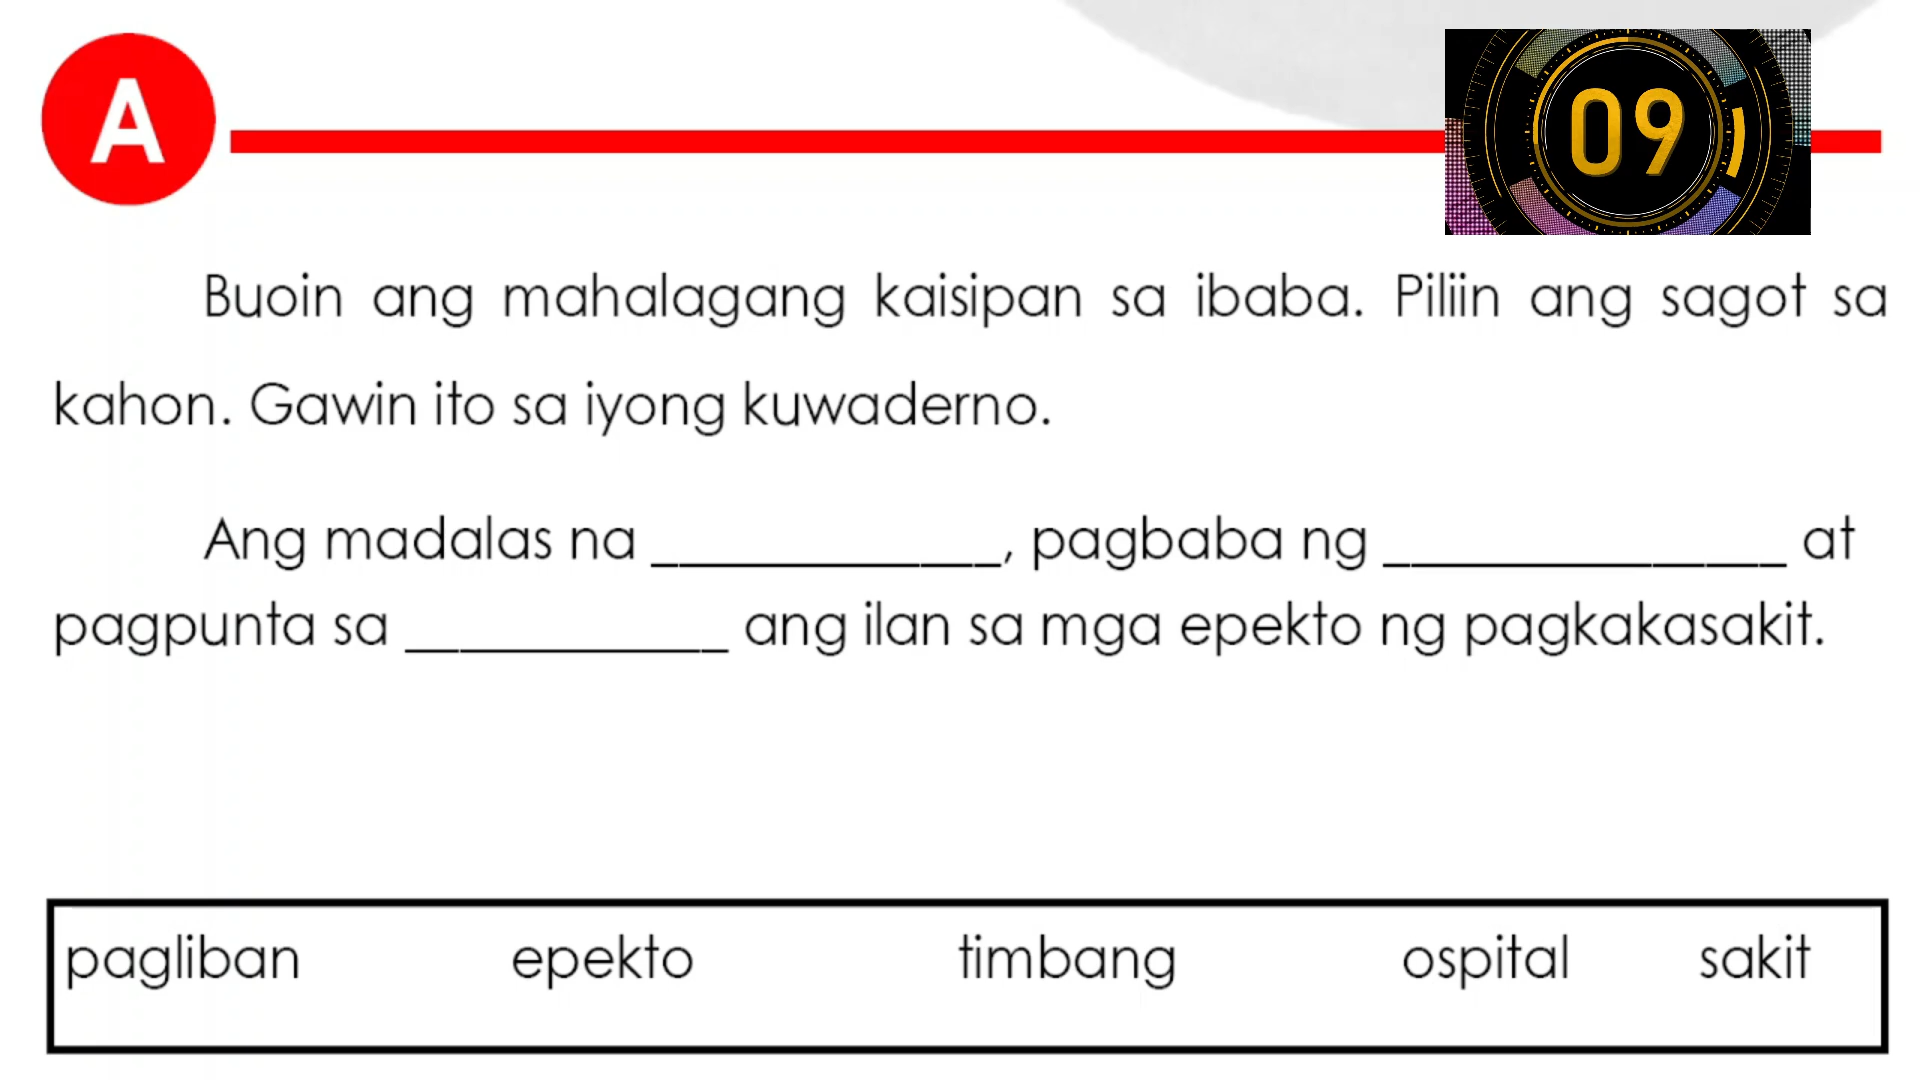 A
09
Buoin ang mahalagang kaisipan sa ibaba. Piliin ang sagot sa
kahon. Gawin ito sa iyong kuwaderno.
Ang madalas na _____________, pagbaba ng _______________ at
pagpunta sa ____________ ang ilan sa mga epekto ng pagkakasakit.
pagliban epekto timbang ospital sakit